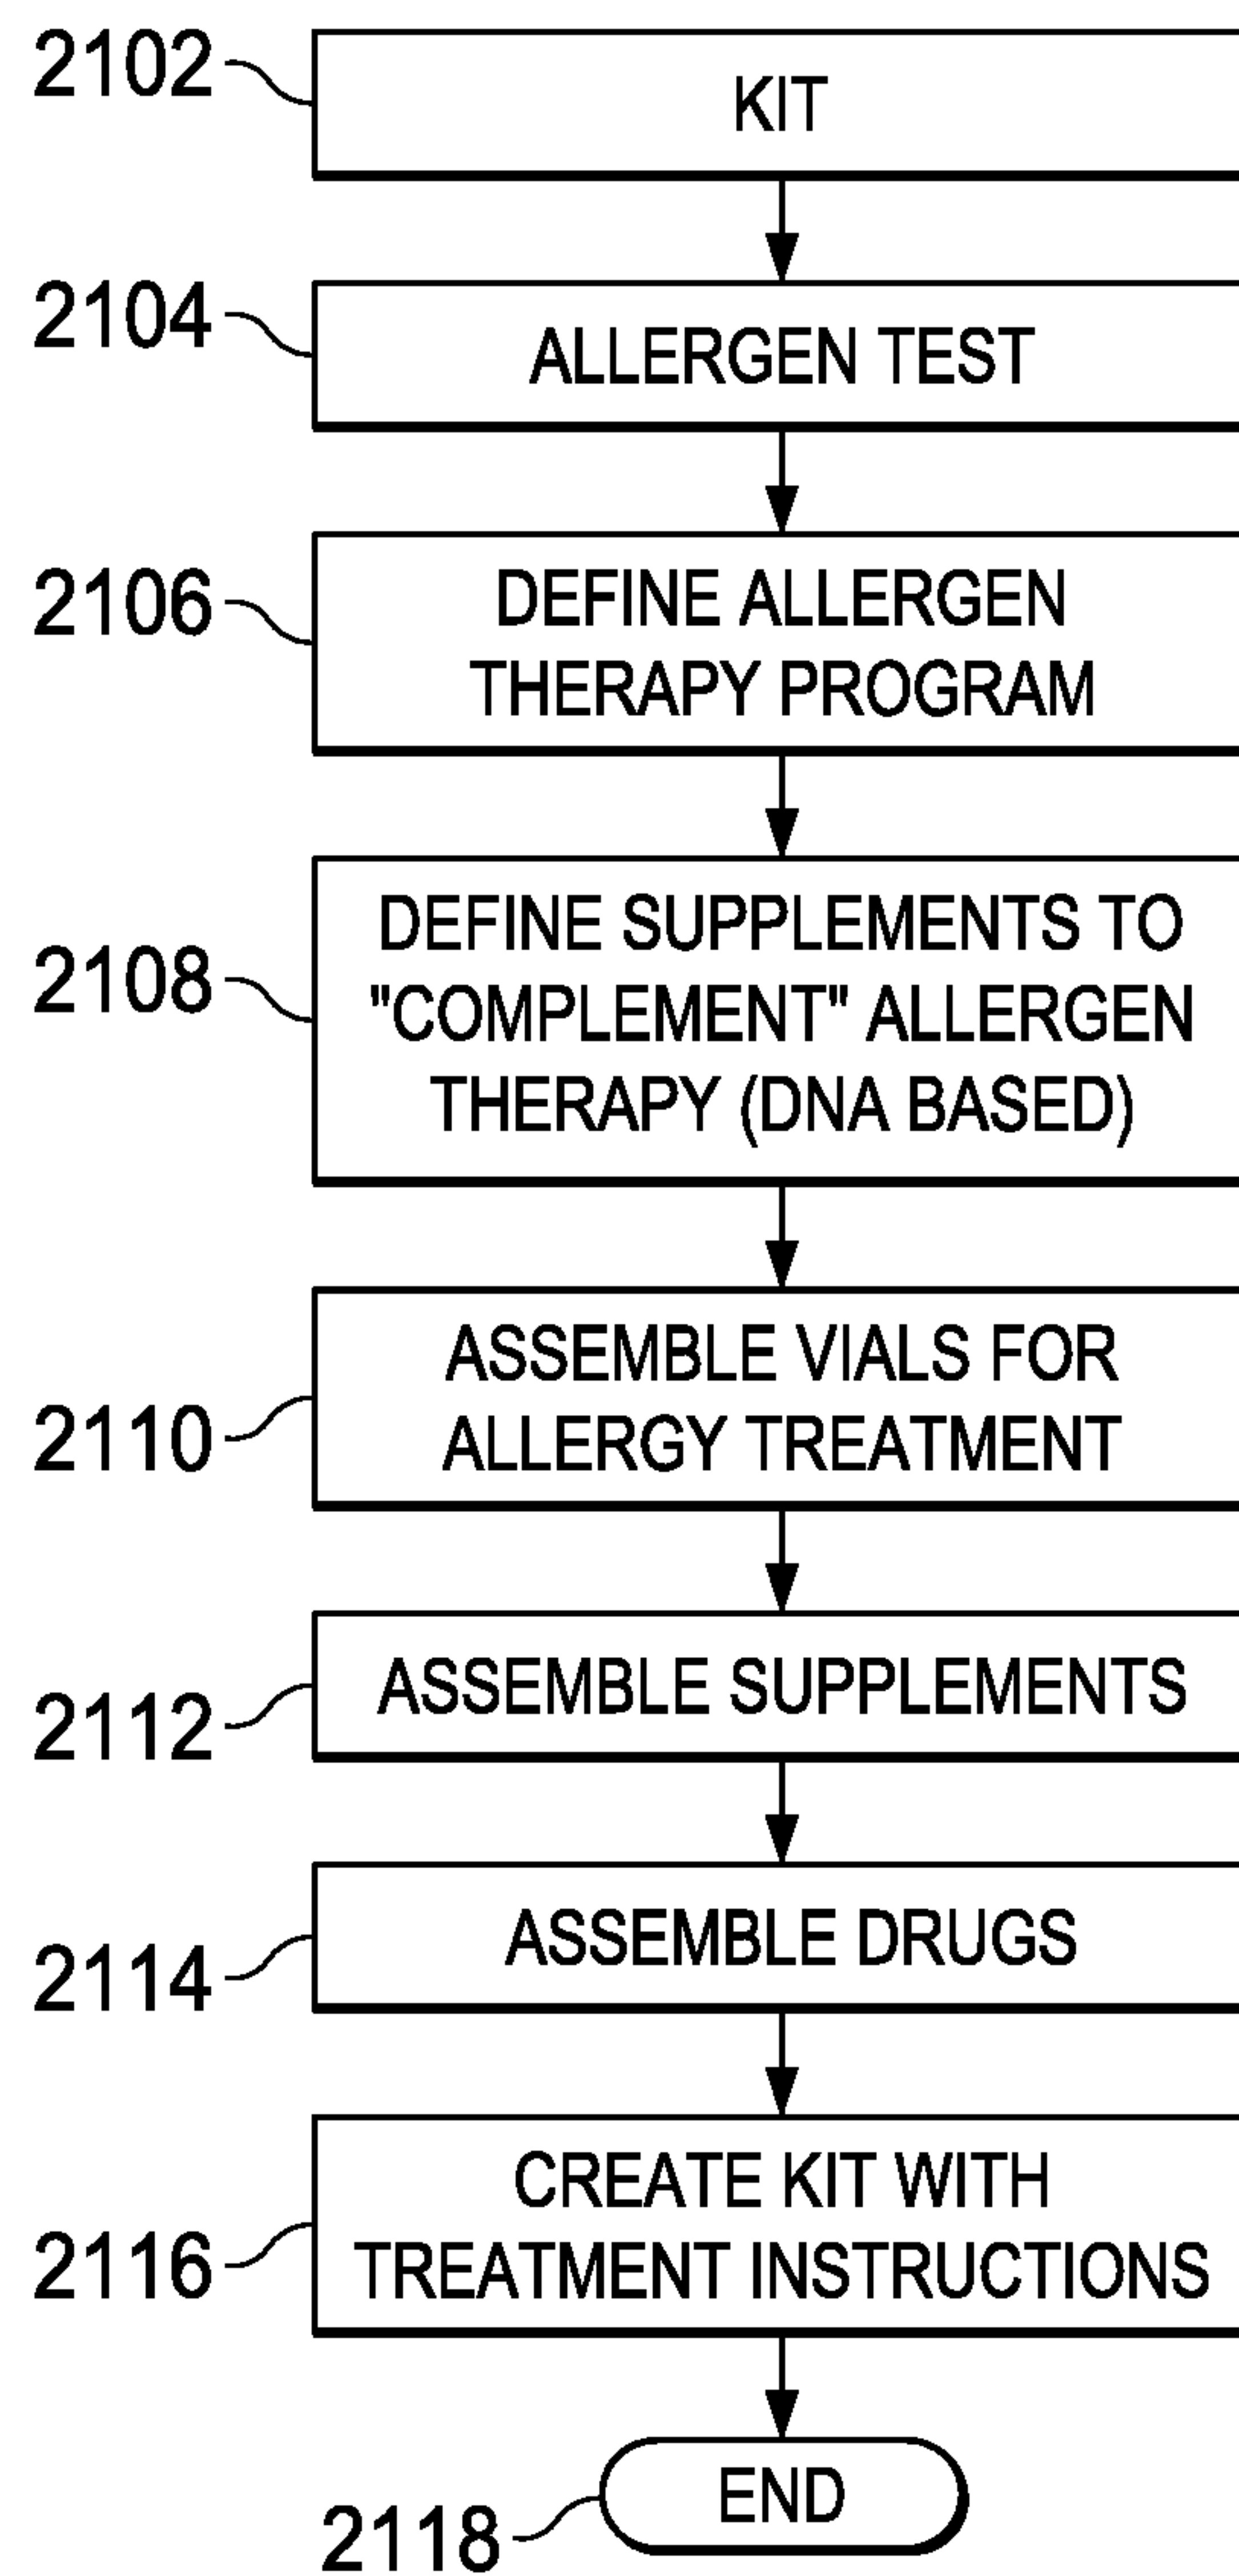 2102
KIT
2104
ALLERGEN TEST
2106
DEFINE ALLERGEN
THERAPY PROGRAM
2108
DEFINE SUPPLEMENTS TO
"COMPLEMENT" ALLERGEN
THERAPY (DNA BASED)
2110
ASSEMBLE VIALS FOR
ALLERGY TREATMENT
2112
ASSEMBLE SUPPLEMENTS
2114
ASSEMBLE DRUGS
2116
CREATE KIT WITH
TREATMENT INSTRUCTIONS
2118
END